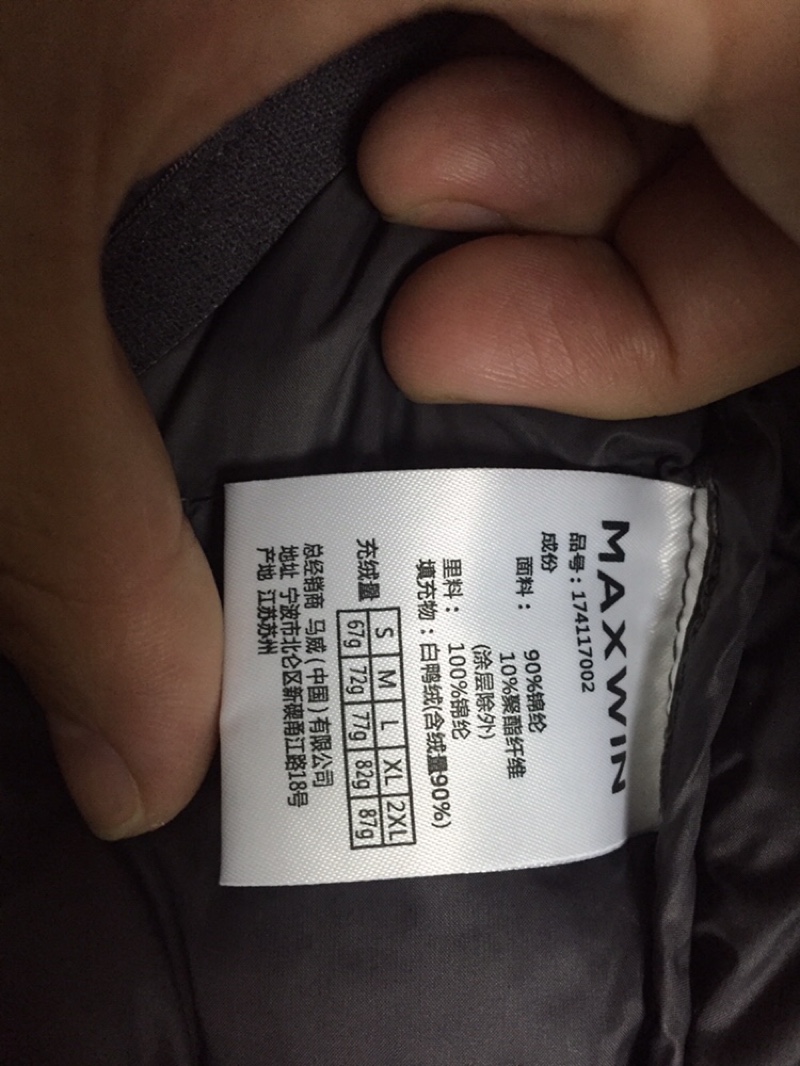 MAXWIN
品号：174117002
成份
面料： 90%锦纶
10%聚酯纤维
(涂层除外)
里料： 100%锦纶
填充物：白鸭绒(含绒量90%)
充绒量 S M L XL 2XL
67g 72g 77g 82g 87g
总经销商 马威（中国）有限公司
地址 宁波市北仑区新碶甬江路18号
产地 江苏苏州